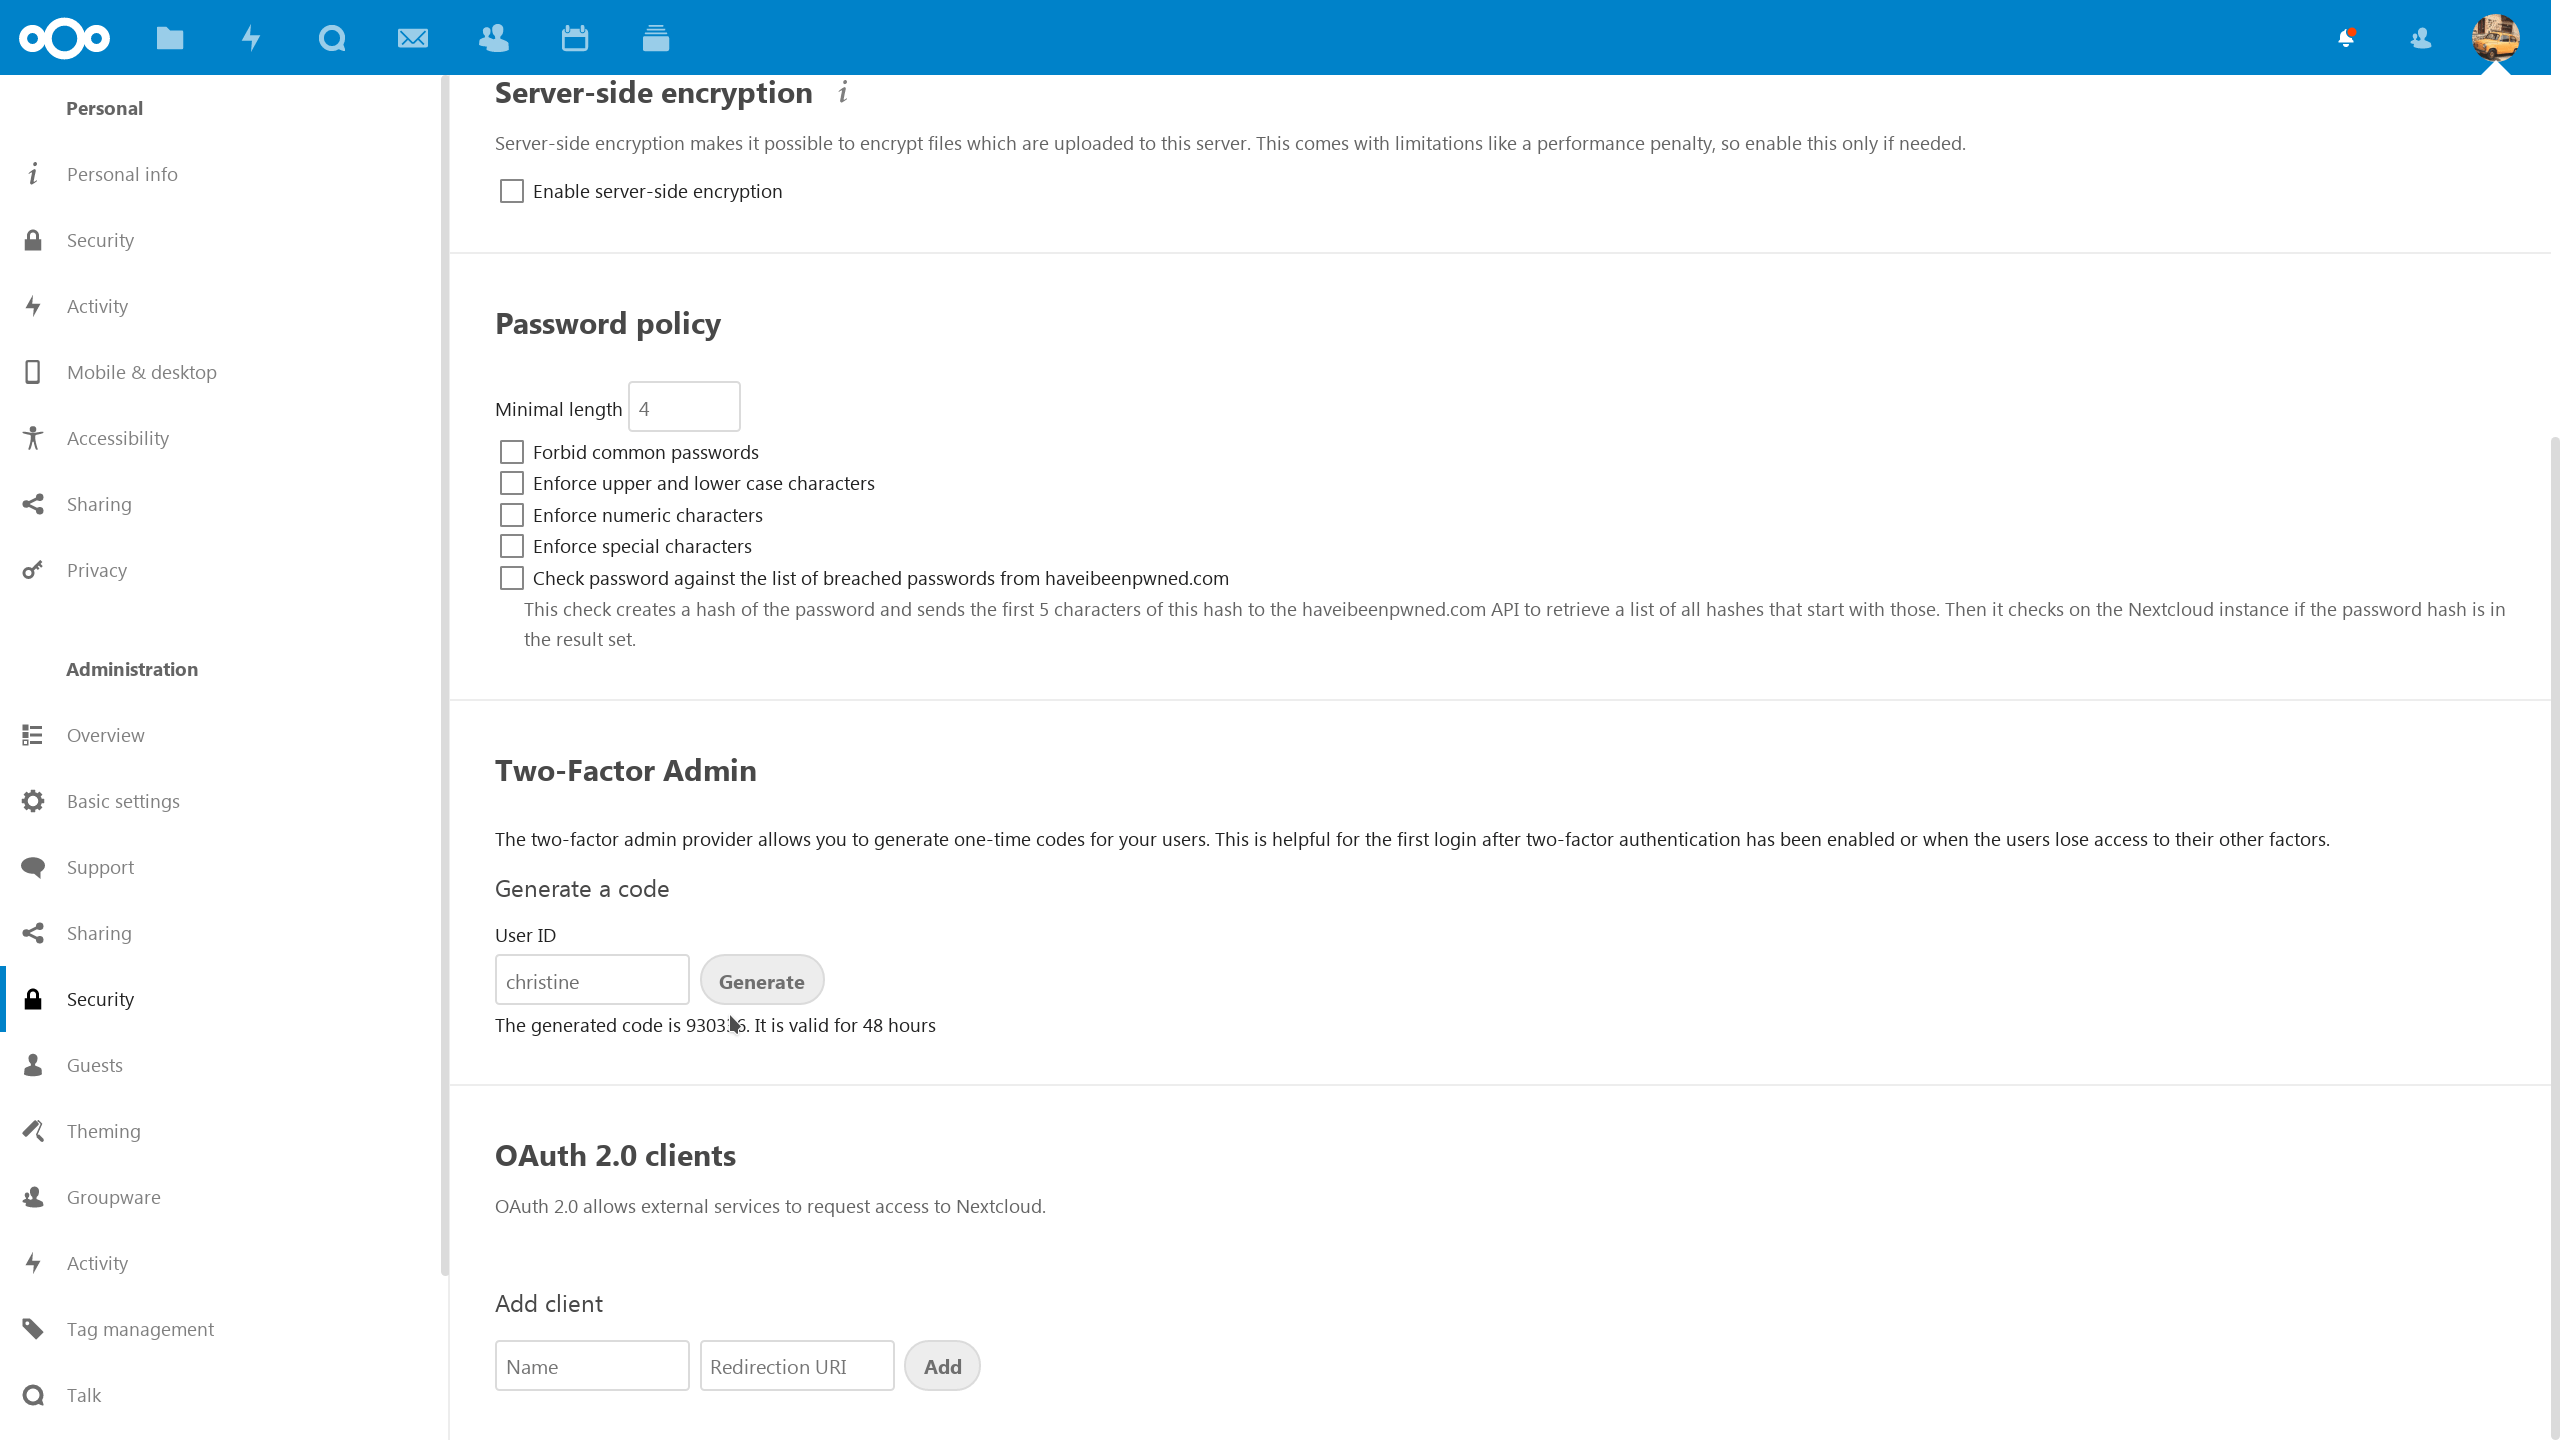 Personal
Personal info
Security
Activity
Mobile & desktop
Accessibility
Sharing
Privacy
Administration
Overview
Basic settings
Support
Sharing
Security
Guests
Theming
Groupware
Activity
Tag management
Talk
Server-side encryption i
Server-side encryption makes it possible to encrypt files which are uploaded to this server. This comes with limitations like a performance penalty, so enable this only if needed.
Enable server-side encryption
Password policy
Minimal length 4
Forbid common passwords
Enforce upper and lower case characters
Enforce numeric characters
Enforce special characters
Check password against the list of breached passwords from haveibeenpwned.com
This check creates a hash of the password and sends the first 5 characters of this hash to the haveibeenpwned.com API to retrieve a list of all hashes that start with those. Then it checks on the Nextcloud instance if the password hash is in
the result set.
Two-Factor Admin
The two-factor admin provider allows you to generate one-time codes for your users. This is helpful for the first login after two-factor authentication has been enabled or when the users lose access to their other factors.
Generate a code
User ID
christine Generate
The generated code is It is valid for 48 hours
OAuth 2.0 clients
OAuth 2.0 allows external services to request access to Nextcloud.
Add client
Name Redirection URI Add